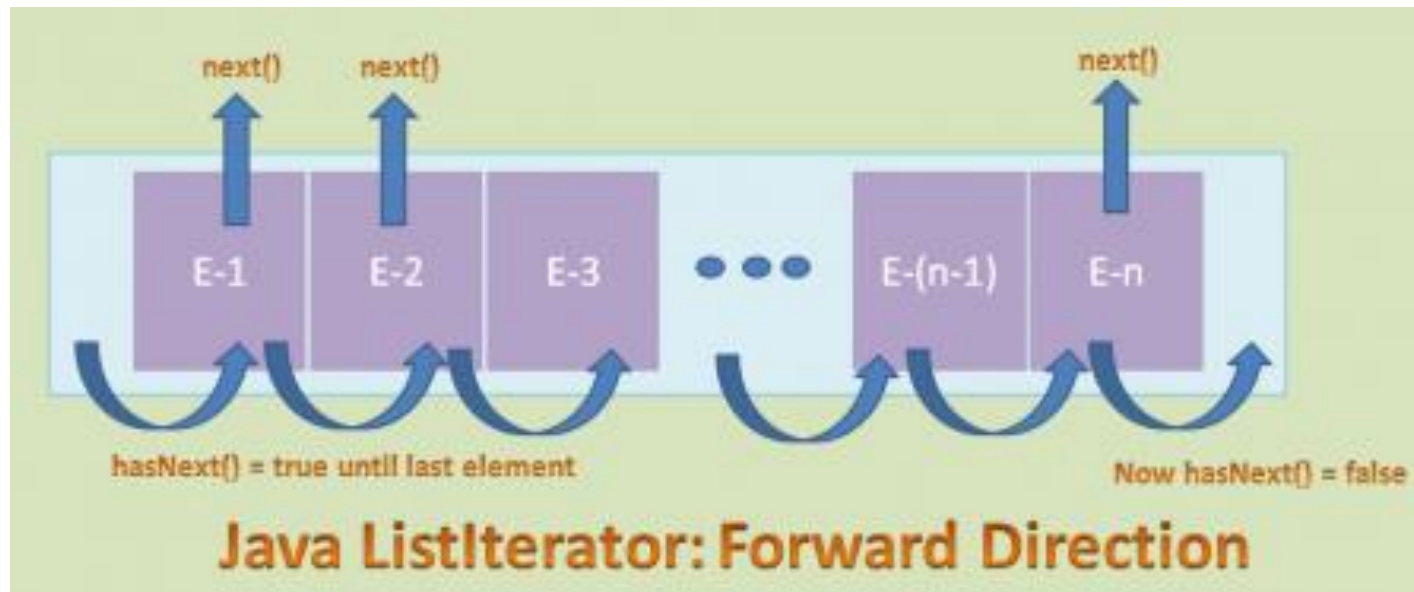 next() next() next()
E-1 E-2 E-3 E-(n-1) E-n
hasNext() = true until last element
Now hasNext() = false
Java ListIterator: Forward Direction